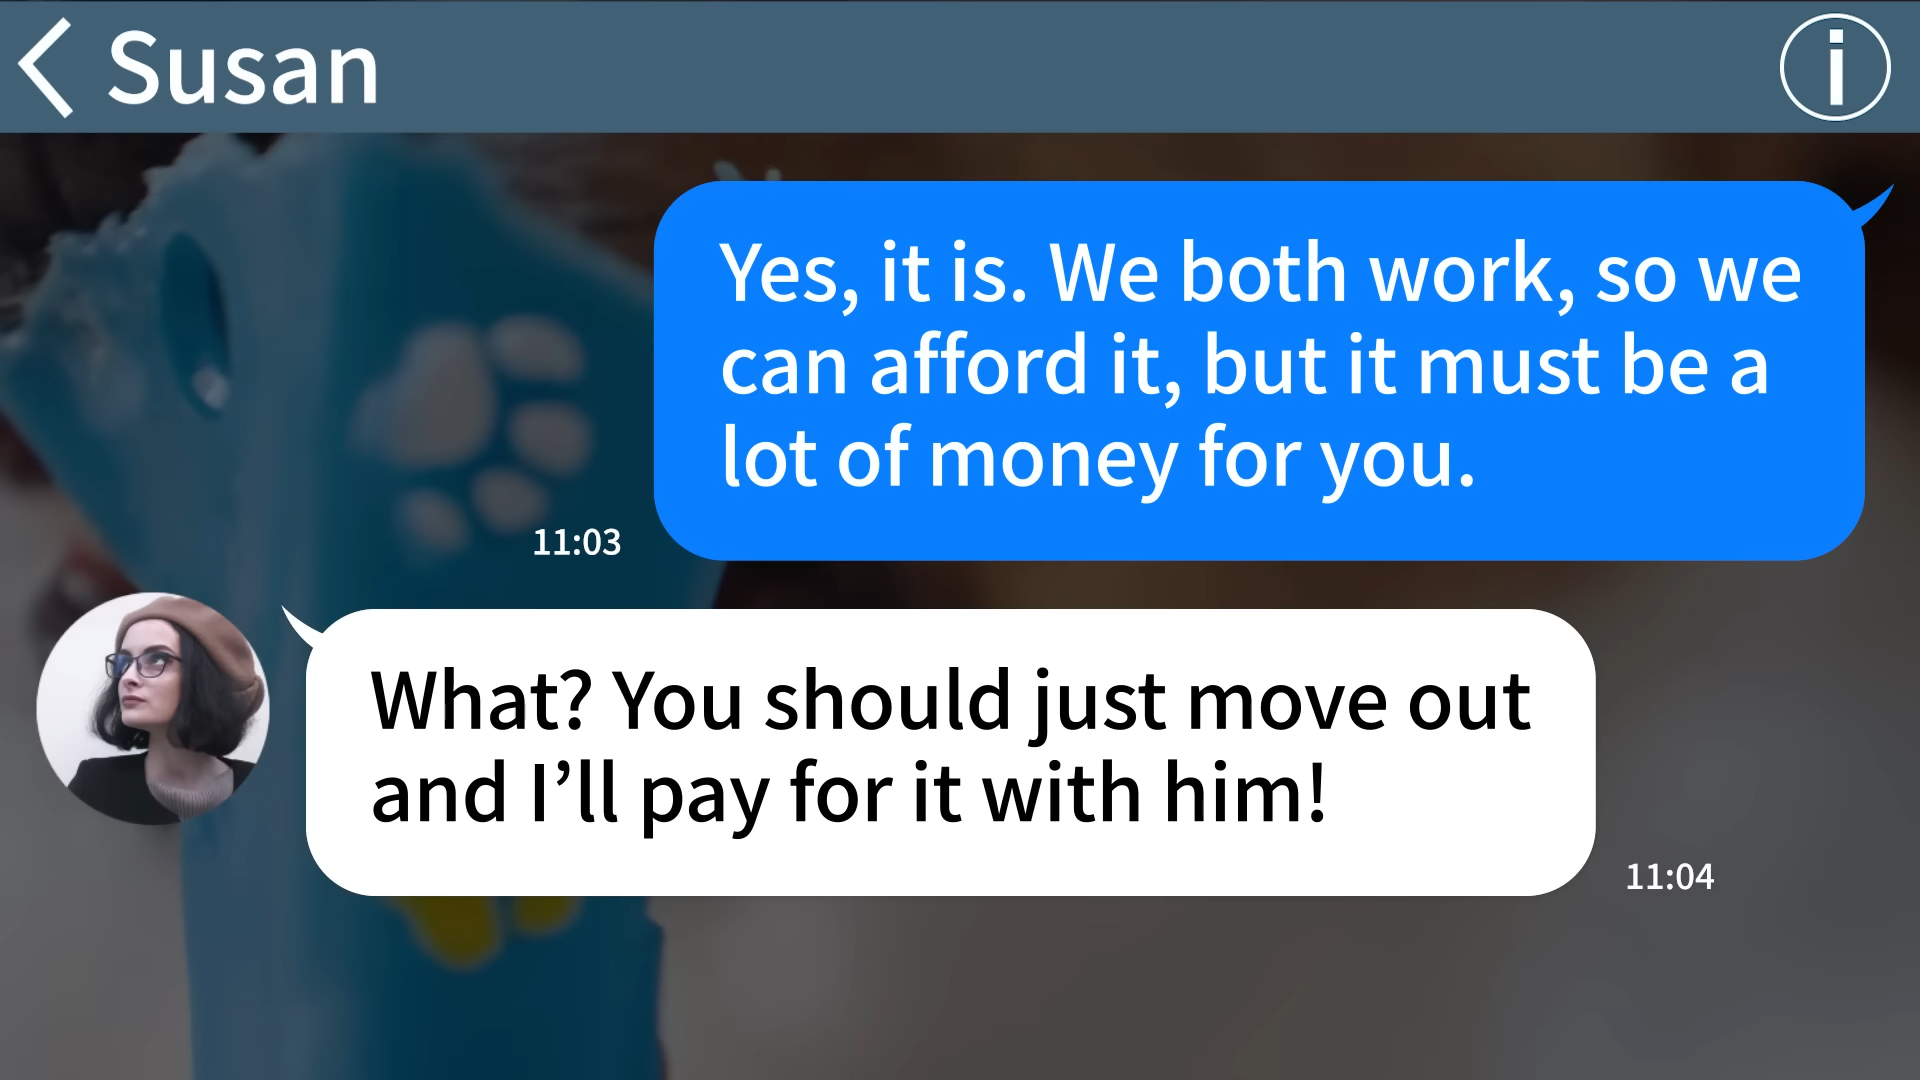 Susan
Yes, it is. We both work, so we
can afford it, but it must be a
lot of money for you.
11:03
What? You should just move out
and I’ll pay for it with him!
11:04